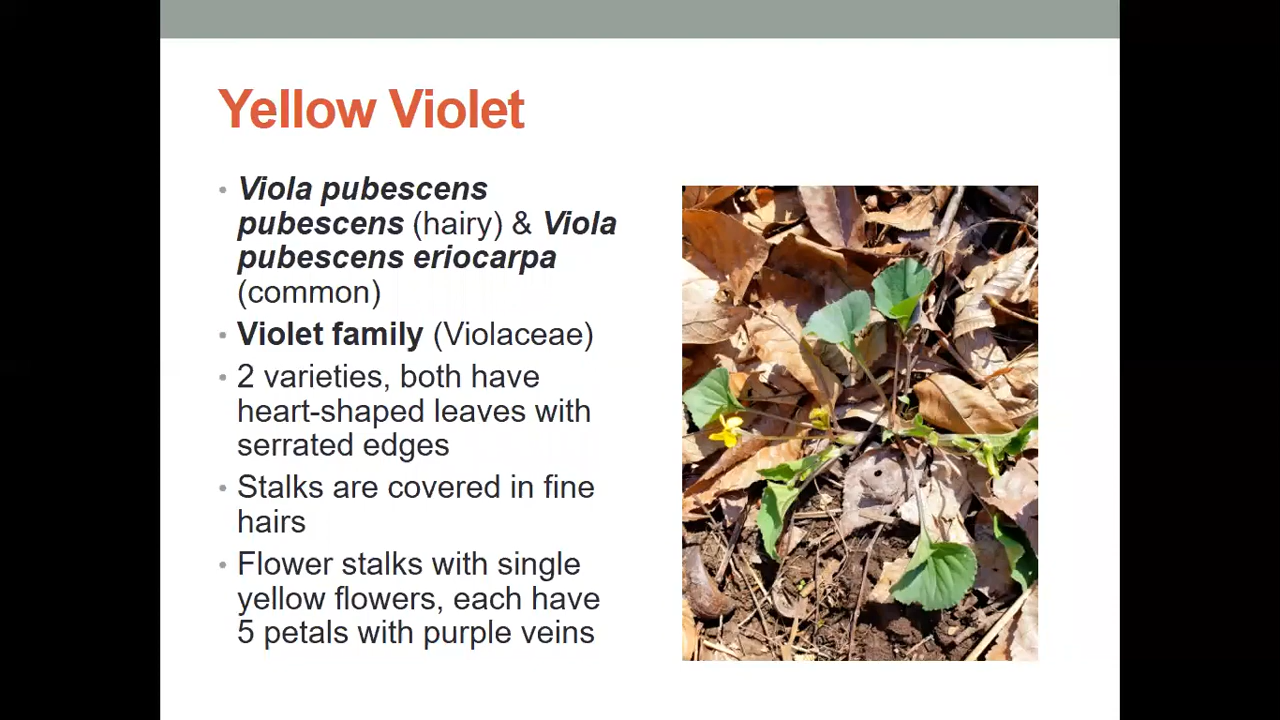 Yellow Violet
• Viola pubescens
pubescens (hairy) & Viola
pubescens eriocarpa
(common)
• Violet family (Violaceae)
• 2 varieties, both have
heart-shaped leaves with
serrated edges
• Stalks are covered in fine
hairs
• Flower stalks with single
yellow flowers, each have
5 petals with purple veins